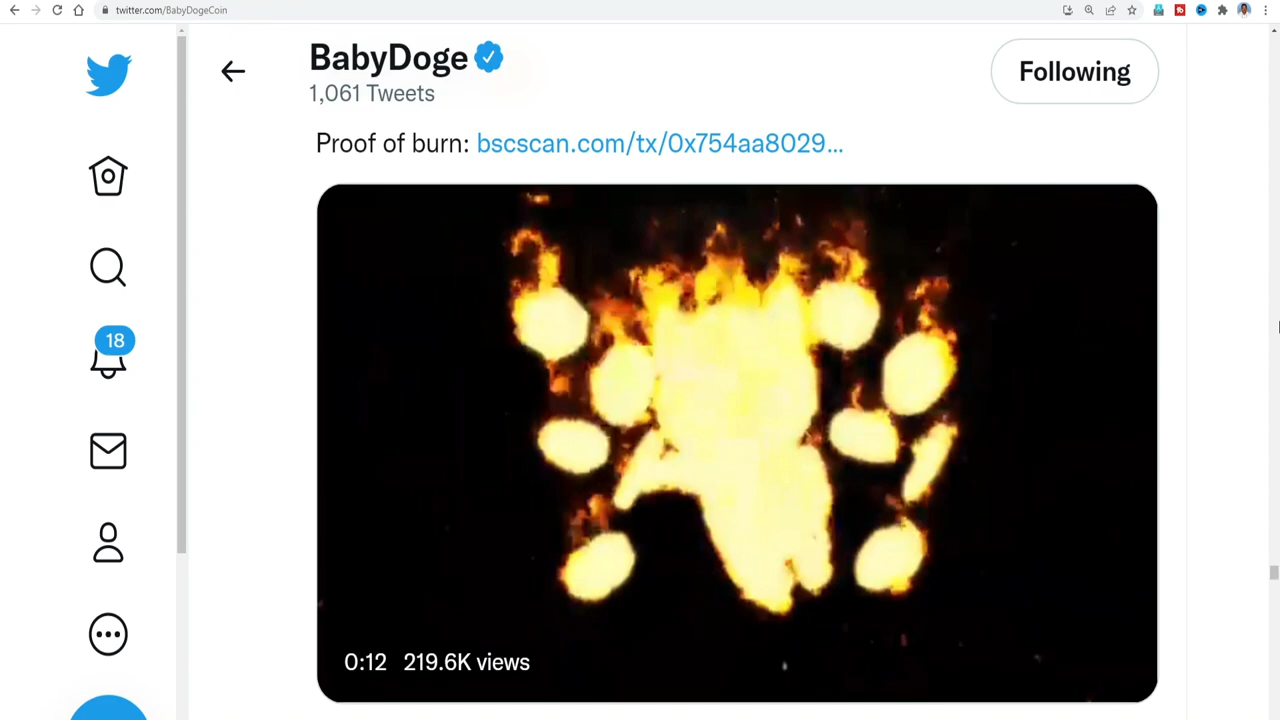 twitter.com/BabyDogeCoin
BabyDoge
1,061 Tweets
Following
Proof of burn: bscscan.com/tx/0x754aa8029...
18
0:12 219.6K views